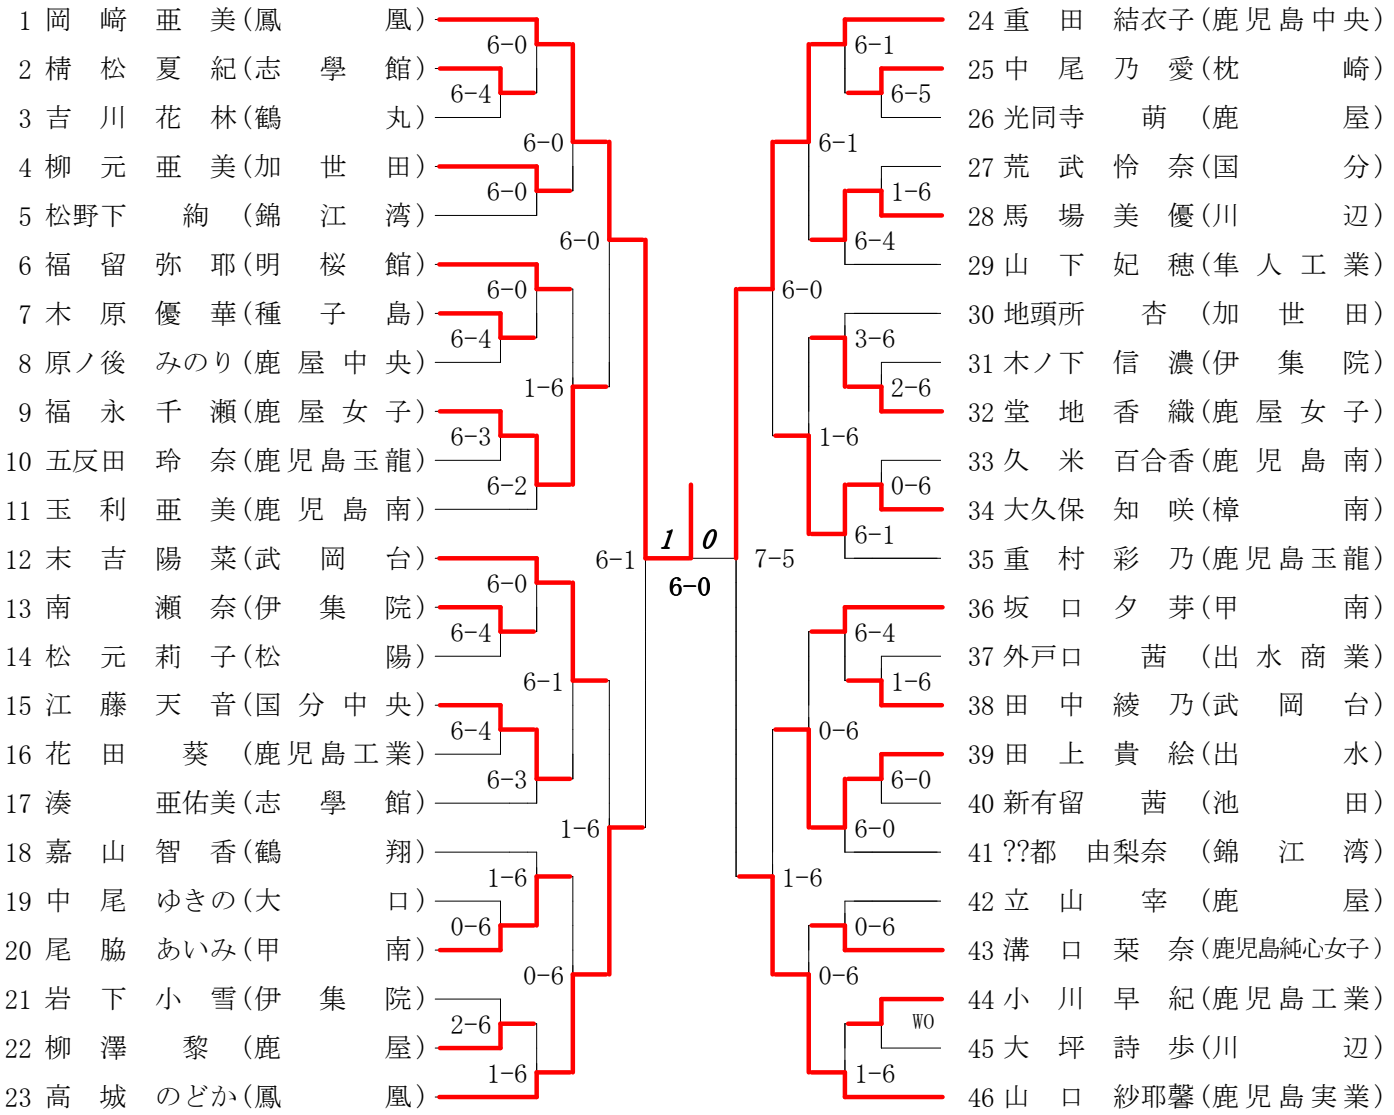 1 岡 﨑 亜 美(鳳 凰)
2 棈 松 夏 紀(志 學 館)
3 吉 川 花 林(鶴 丸)
4 柳 元 亜 美(加 世 田)
5 松野下 絢 (錦 江 湾)
6 福 留 弥 耶(明 桜 館)
7 木 原 優 華(種 子 島)
8 原ノ後 みのり(鹿 屋 中 央)
9 福 永 千 瀬(鹿 屋 女 子)
10 五反田 玲 奈(鹿児島玉龍)
11 玉 利 亜 美(鹿 児 島 南)
12 末 吉 陽 菜(武 岡 台)
13 南 瀬 奈(伊 集 院)
14 松 元 莉 子(松 陽)
15 江 藤 天 音(国 分 中 央)
16 花 田 葵 (鹿児島工業)
17 湊 亜佑美(志 學 館)
18 嘉 山 智 香(鶴 翔)
19 中 尾 ゆきの(大 口)
20 尾 脇 あいみ(甲 南)
21 岩 下 小 雪(伊 集 院)
22 柳 澤 黎 (鹿 屋)
23 高 城 のどか(鳳 凰)
6-0
6-4
6-0
6-0
6-0
6-0
6-4
1-6
6-3
6-2
6-1
6-0
6-4
6-1
6-4
6-3
1-6
1-6
0-6
0-6
2-6
1-6
1 0
6-0
7-5
6-1
6-5
6-1
1-6
6-4
6-0
3-6
2-6
1-6
0-6
6-1
6-4
1-6
0-6
6-0
6-0
1-6
0-6
0-6
WO
1-6
24 重 田 結衣子(鹿児島中央)
25 中 尾 乃 愛(枕 崎)
26 光同寺 萌 (鹿 屋)
27 荒 武 怜 奈(国 分)
28 馬 場 美 優(川 辺)
29 山 下 妃 穂(隼 人 工 業)
30 地頭所 杏 (加 世 田)
31 木ノ下 信 濃(伊 集 院)
32 堂 地 香 織(鹿 屋 女 子)
33 久 米 百合香(鹿 児 島 南)
34 大久保 知 咲(樟 南)
35 重 村 彩 乃(鹿児島玉龍)
36 坂 口 夕 芽(甲 南)
37 外戸口 茜 (出 水 商 業)
38 田 中 綾 乃(武 岡 台)
39 田 上 貴 絵(出 水)
40 新有留 茜 (池 田)
41 ??都 由梨奈 (錦 江 湾)
42 立 山 宰 (鹿 屋)
43 溝 口 栞 奈(鹿児島純心女子)
44 小 川 早 紀(鹿児島工業)
45 大 坪 詩 歩(川 辺)
46 山 口 紗耶馨(鹿児島実業)